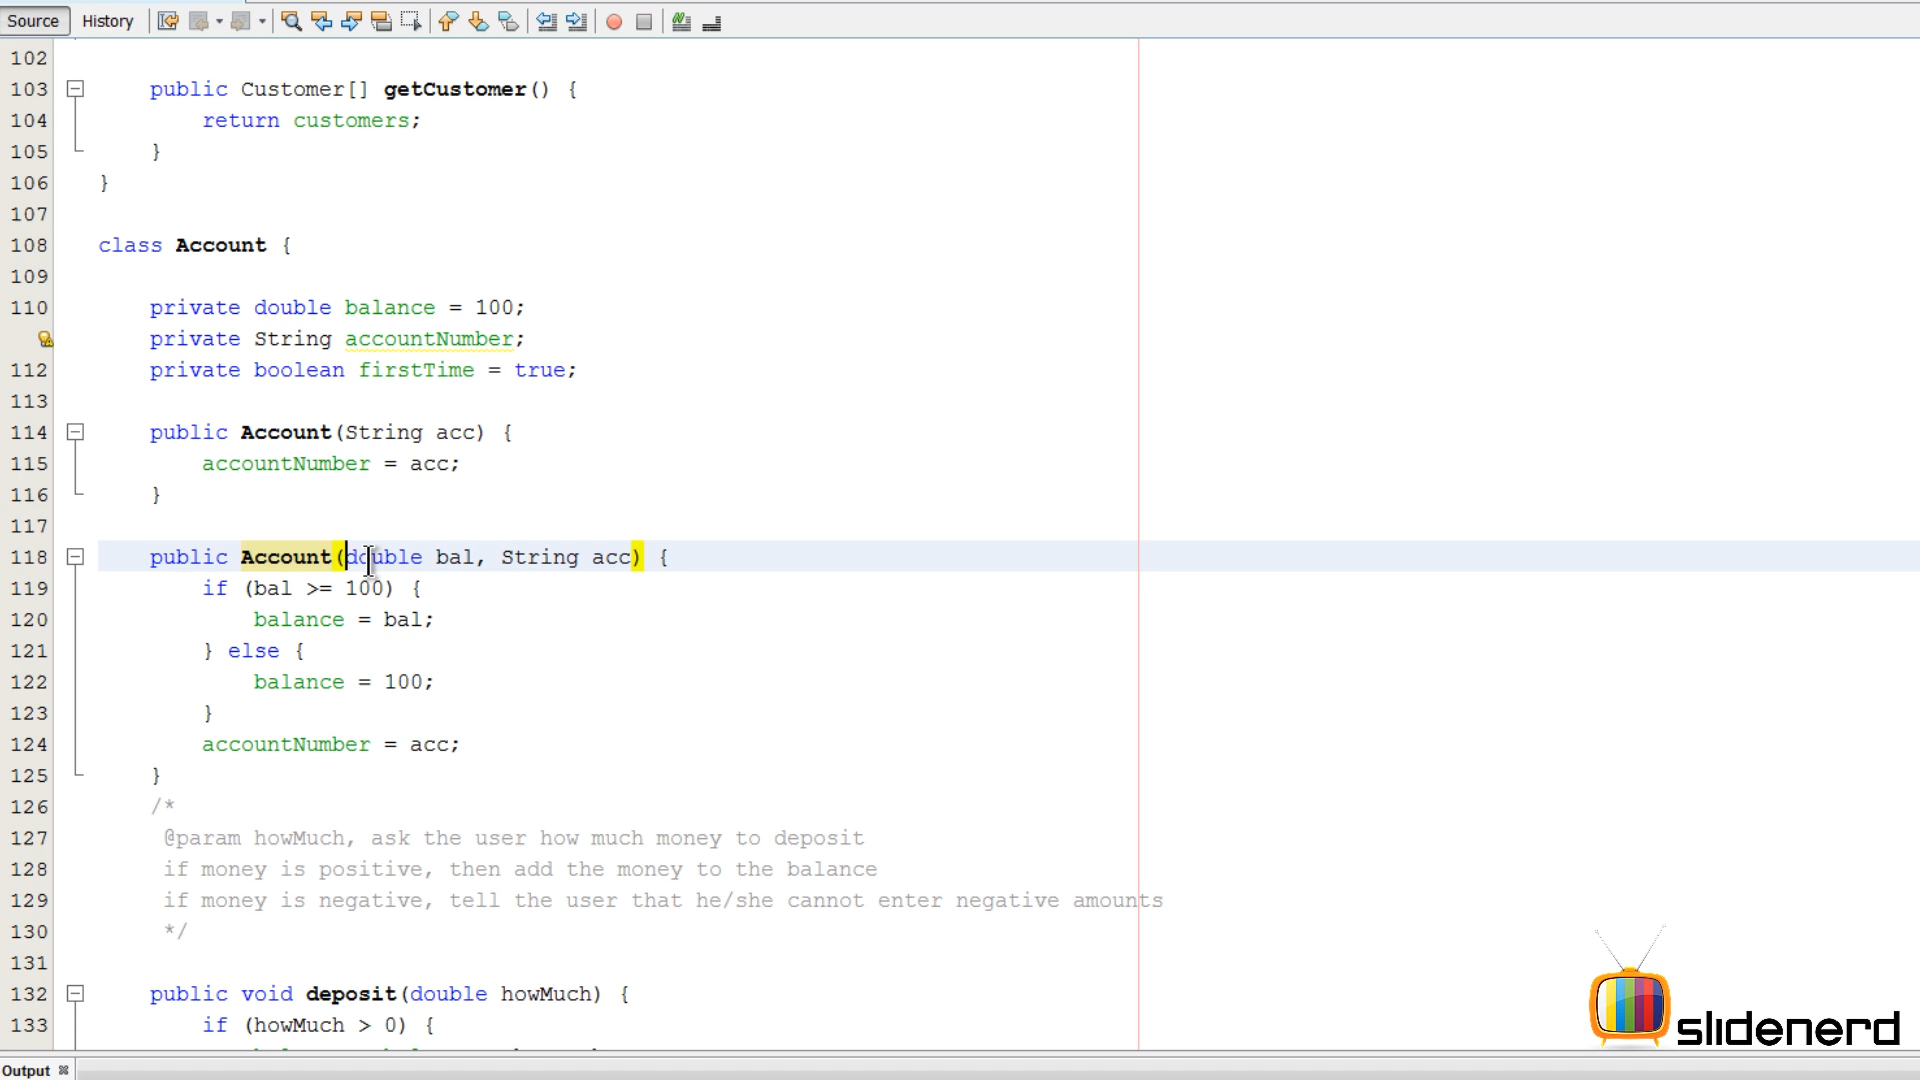 Source History
102
103 public Customer[] getCustomer() {
104 return customers;
105 }
106 }
107
108 class Account {
109
110 private double balance = 100;
private String accountNumber;
112 private boolean firstTime = true;
113
114 public Account(String acc) {
115 accountNumber = acc;
116 }
117
118 public Account(double bal, String acc) {
119 if (bal >= 100) {
120 balance = bal;
121 } else {
122 balance = 100;
123 }
124 accountNumber = acc;
125 }
126 /*
127 @param howMuch, ask the user how much money to deposit
128 if money is positive, then add the money to the balance
129 if money is negative, tell the user that he/she cannot enter negative amounts
130 */
131
132 public void deposit(double howMuch) {
133 if (howMuch > 0) {
slidenerd
Output